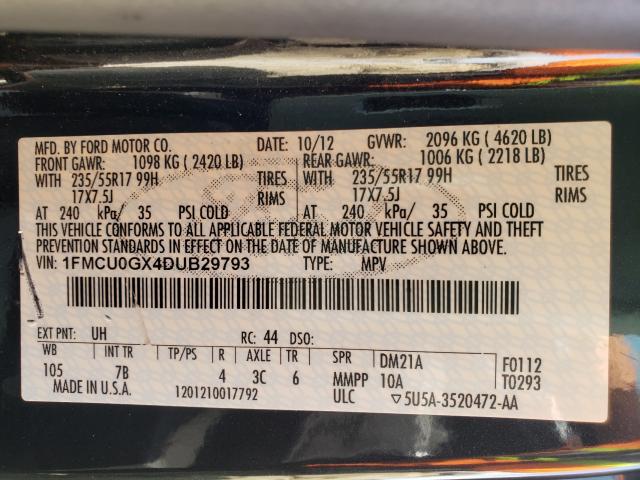 MFD. BY FORD MOTOR CO. DATE: 10/12 GVWR: 2096 KG ( 4620 LB)
FRONT GAWR: 1098 KG ( 2420 LB) REAR GAWR: 1006 KG ( 2218 LB)
WITH 235/55R17 99H TIRES WITH 235/55R17 99H TIRES
17X7.5J RIMS 17X7.5J RIMS
AT 240 kPa/ 35 PSI COLD AT 240 kPa/ 35 PSI COLD
THIS VEHICLE CONFORMS TO ALL APPLICABLE FEDERAL MOTOR VEHICLE SAFETY AND THEFT
PREVENTION STANDARDS IN EFFECT ON THE DATE OF MANUFACTURE SHOWN ABOVE.
VIN: 1FMCU0GX4DUB29793 TYPE: MPV
EXT PNT: UH RC: 44 DSO:
WB INT TR TP/PS R AXLE TR SPR DM21A F0112
105 7B 4 3C 6 MMPP 10A T0293
MADE IN U.S.A. 1201210017792 ULC ▽5U5A-3520472-AA